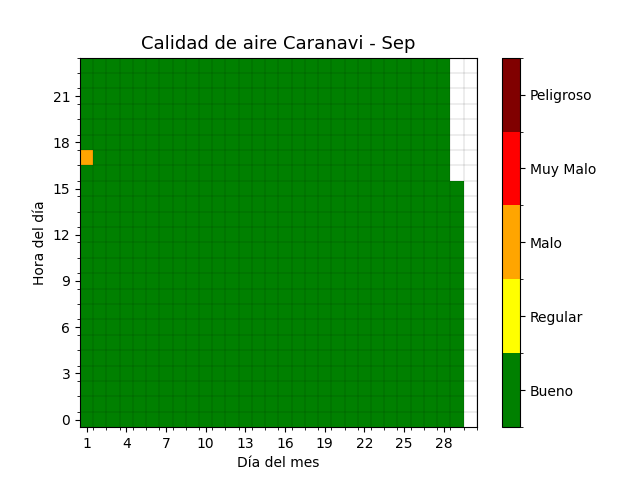 Calidad de aire Caranavi - Sep
Hora del día
21
18
15
12
9
6
3
0
1 4 7 10 13 16 19 22 25 28
Día del mes
Peligroso
Muy Malo
Malo
Regular
Bueno